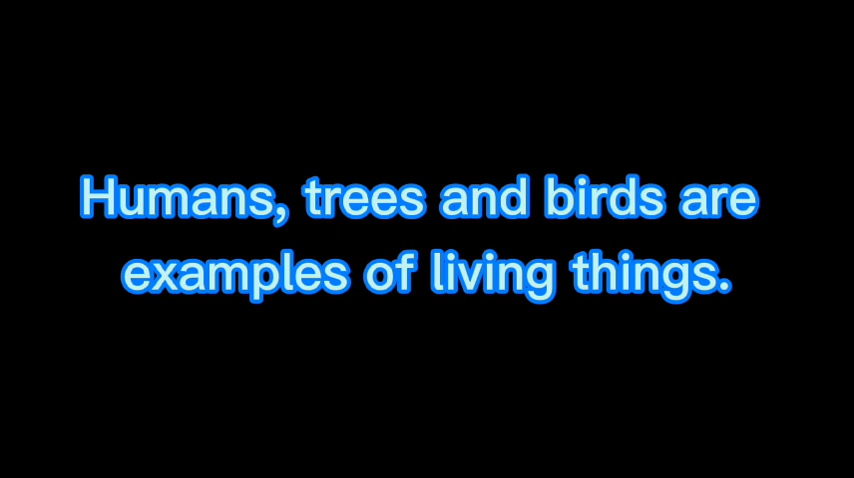 Humans, trees and birds are
examples of living things.